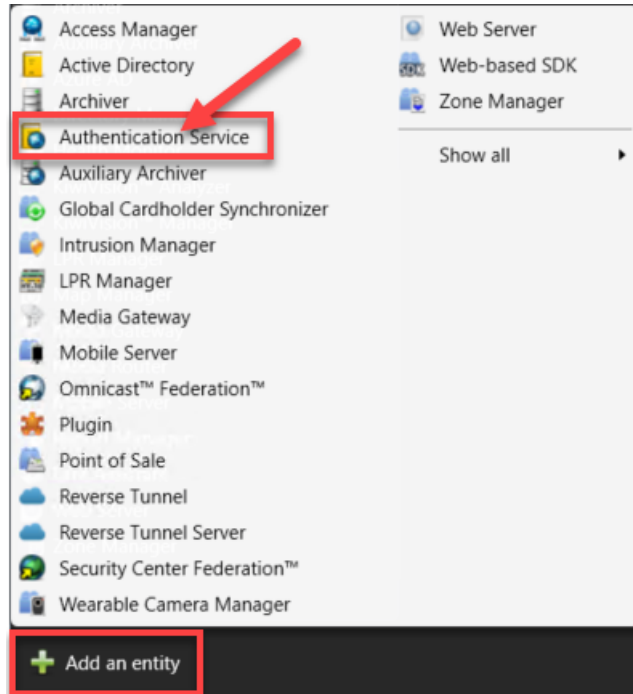 Access Manager
Active Directory
Archiver
Authentication Service
Auxiliary Archiver
Global Cardholder Synchronizer
Intrusion Manager
LPR Manager
Media Gateway
Mobile Server
Omnicast™ Federation™
Plugin
Point of Sale
Reverse Tunnel
Reverse Tunnel Server
Security Center Federation™
Wearable Camera Manager
Web Server
SDK
Web-based SDK
Zone Manager
Show all
Add an entity